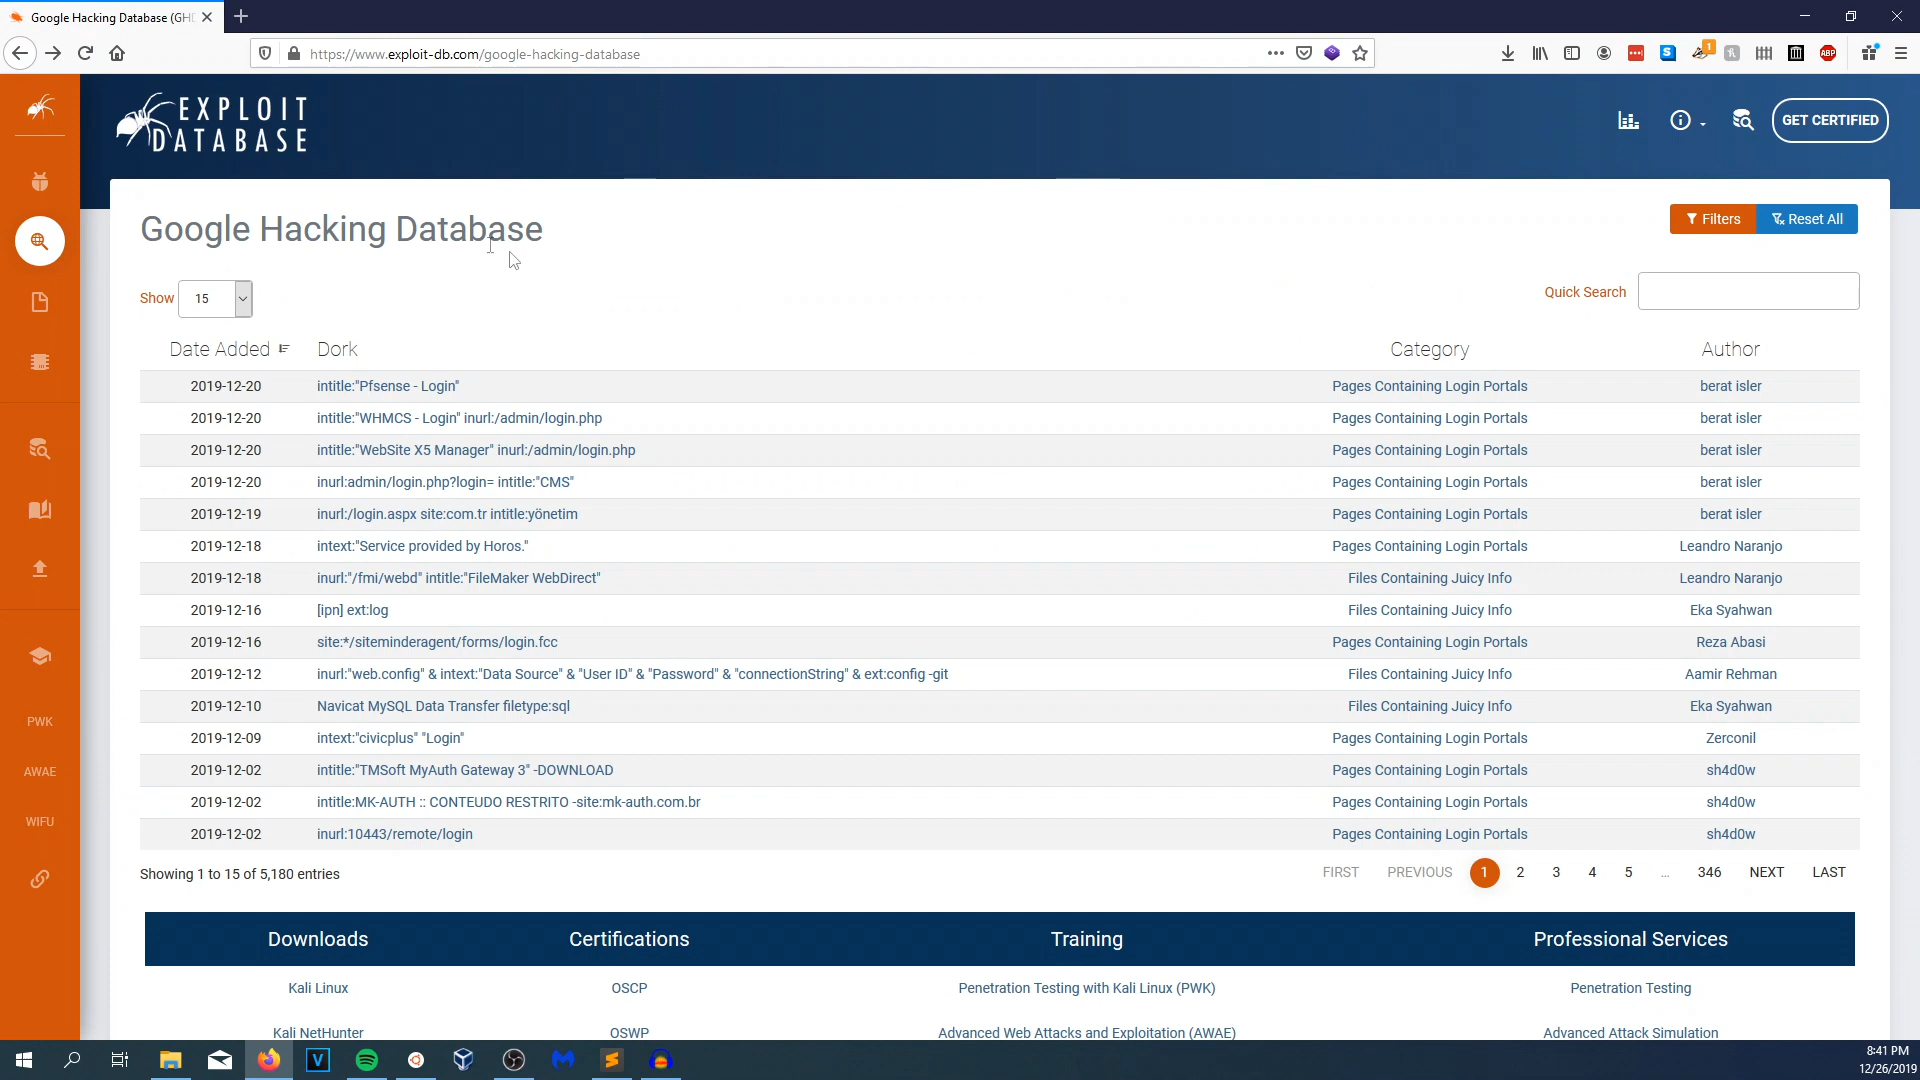 Google Hacking Database (GHD
https://www.exploit-db.com/google-hacking-database
1
ABP
EXPLOIT
DATABASE
GET CERTIFIED
Google Hacking Database
Filters
Reset All
Show 15
Quick Search
Date Added Dork Category Author
2019-12-20 intitle:"Pfsense - Login" Pages Containing Login Portals berat isler
2019-12-20 intitle:"WHMCS - Login" inurl:/admin/login.php Pages Containing Login Portals berat isler
2019-12-20 intitle:"WebSite X5 Manager" inurl:/admin/login.php Pages Containing Login Portals berat isler
2019-12-20 inurl:admin/login.php?login= intitle:"CMS" Pages Containing Login Portals berat isler
2019-12-19 inurl:/login.aspx site:com.tr intitle:yönetim Pages Containing Login Portals berat isler
2019-12-18 intext:"Service provided by Horos." Pages Containing Login Portals Leandro Naranjo
2019-12-18 inurl:"/fmi/webd" intitle:"FileMaker WebDirect" Files Containing Juicy Info Leandro Naranjo
2019-12-16 [ipn] ext:log Files Containing Juicy Info Eka Syahwan
2019-12-16 site:*/siteminderagent/forms/login.fcc Pages Containing Login Portals Reza Abasi
2019-12-12 inurl:"web.config" & intext:"Data Source" & "User ID" & "Password" & "connectionString" & ext:config -git Files Containing Juicy Info Aamir Rehman
2019-12-10 Navicat MySQL Data Transfer filetype:sql Files Containing Juicy Info Eka Syahwan
2019-12-09 intext:"civicplus" "Login" Pages Containing Login Portals Zerconil
2019-12-02 intitle:"TMSoft MyAuth Gateway 3" -DOWNLOAD Pages Containing Login Portals sh4d0w
2019-12-02 intitle:MK-AUTH :: CONTEUDO RESTRITO -site:mk-auth.com.br Pages Containing Login Portals sh4d0w
2019-12-02 inurl:10443/remote/login Pages Containing Login Portals sh4d0w
PWK
AWAE
WIFU
Showing 1 to 15 of 5,180 entries
FIRST PREVIOUS 1 2 3 4 5 ... 346 NEXT LAST
Downloads Certifications Training Professional Services
Kali Linux OSCP Penetration Testing with Kali Linux (PWK) Penetration Testing
Kali NetHunter OSWP Advanced Web Attacks and Exploitation (AWAE) Advanced Attack Simulation
8:41 PM
12/26/2019